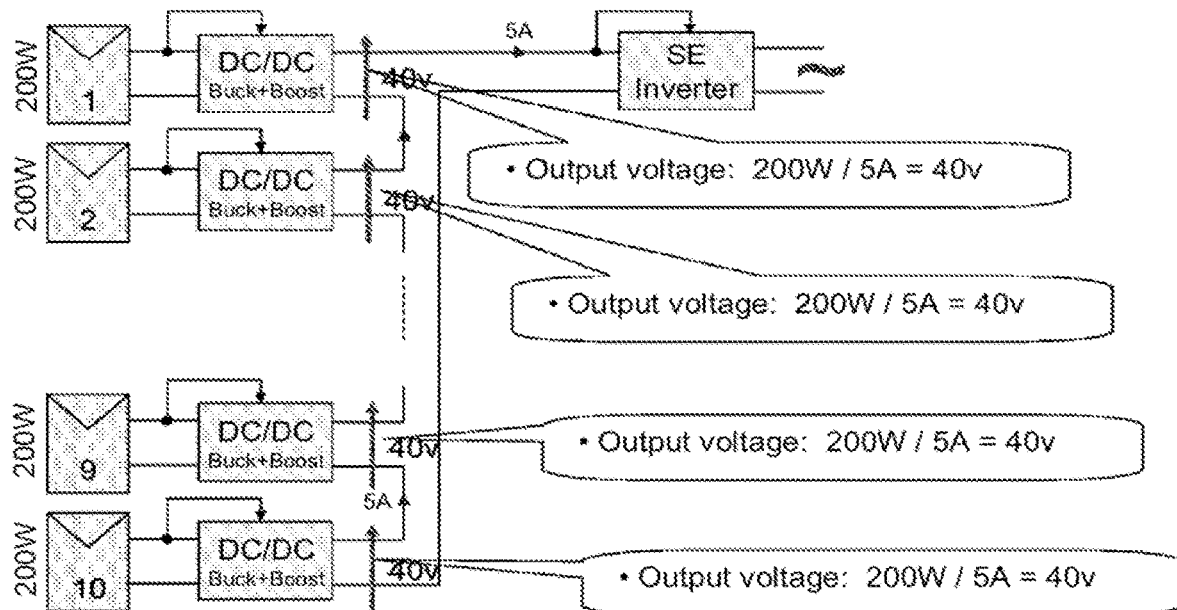 200W
1
DC/DC
Buck+Boost
40v
5A
SE
Inverter
• Output voltage: 200W / 5A = 40v
200W
2
DC/DC
Buck+Boost
40v
• Output voltage: 200W / 5A = 40v
200W
9
DC/DC
Buck+Boost
40v
• Output voltage: 200W / 5A = 40v
5A
200W
10
DC/DC
Buck+Boost
40v
• Output voltage: 200W / 5A = 40v